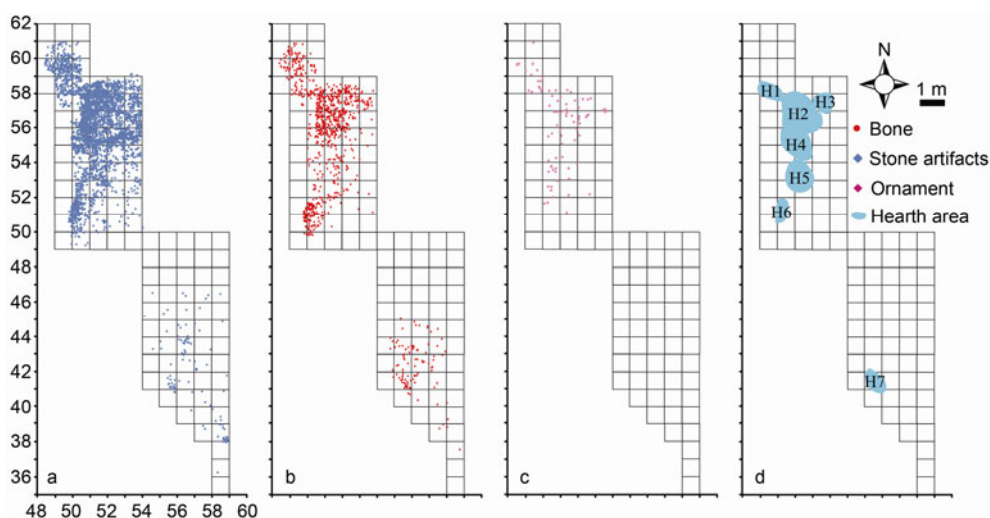 62
60
58
56
54
52
50
48
46
44
42
40
38
36
48 50 52 54 56 58 60
a
b
c
d
H1
H2
H3
H4
H5
H6
H7
N
1 m
Bone
Stone artifacts
Ornament
Hearth area